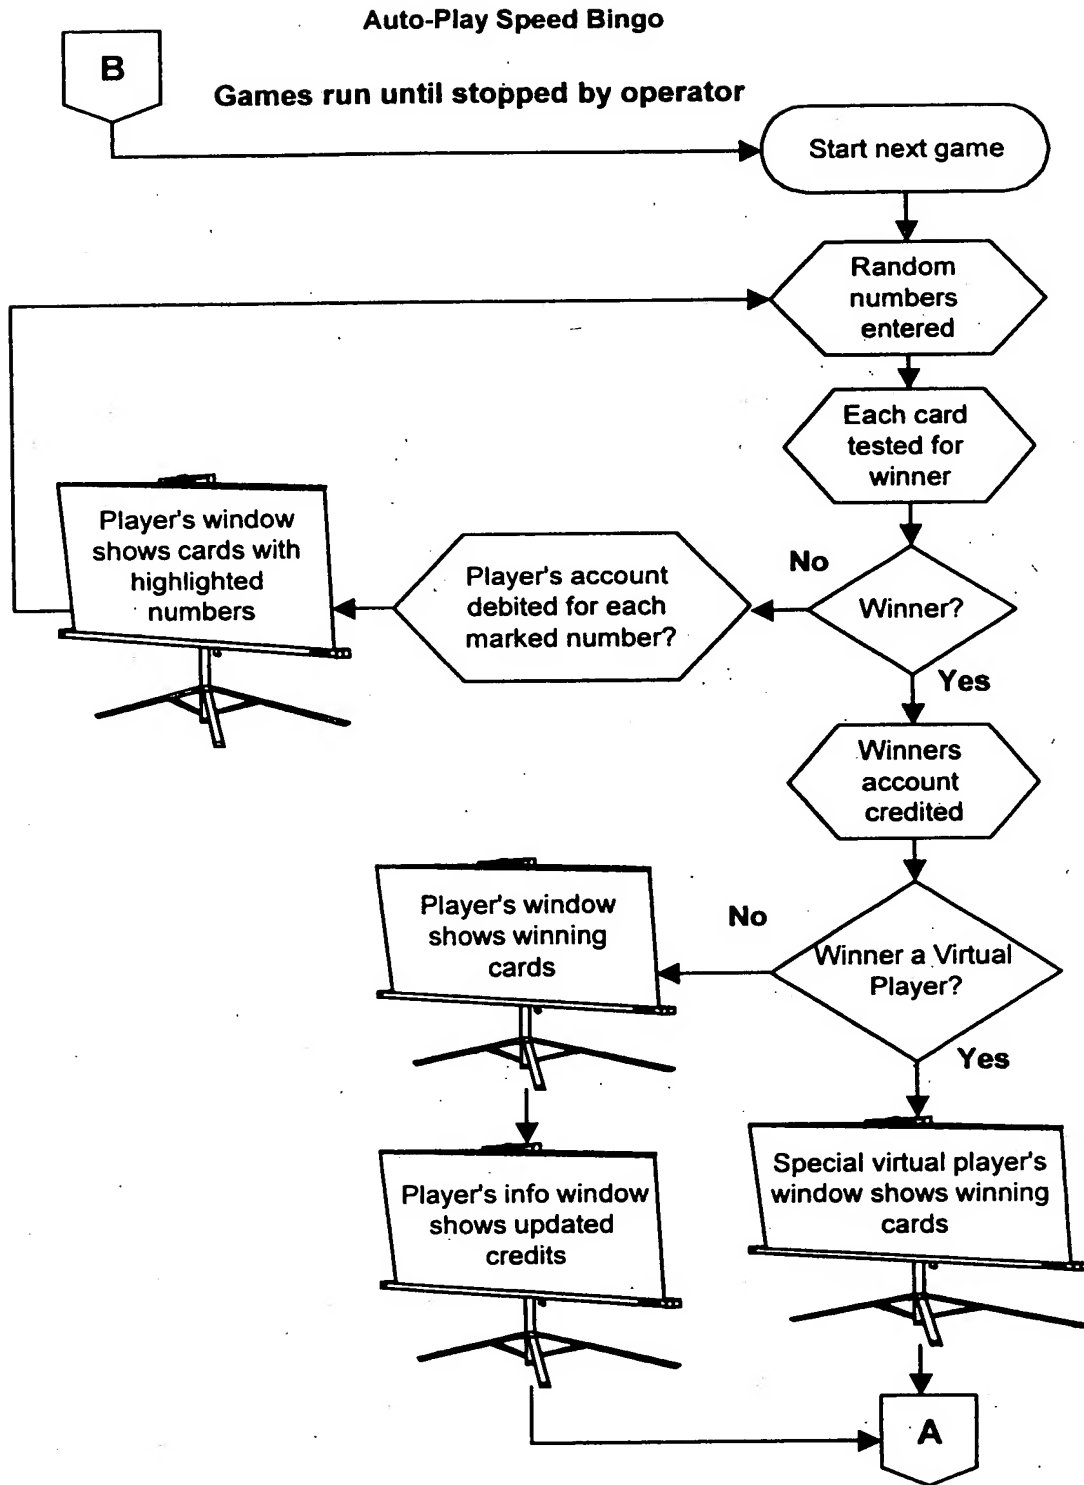 Auto-Play Speed Bingo
B
Games run until stopped by operator
Start next game
Random
numbers
entered
Each card
tested for
winner
No
Winner?
Yes
Player's account
debited for each
marked number?
Player's window
shows cards with
highlighted
numbers
Winners
account
credited
No
Winner a Virtual
Player?
Yes
Player's window
shows winning
cards
Player's info window
shows updated
credits
Special virtual player's
window shows winning
cards
A